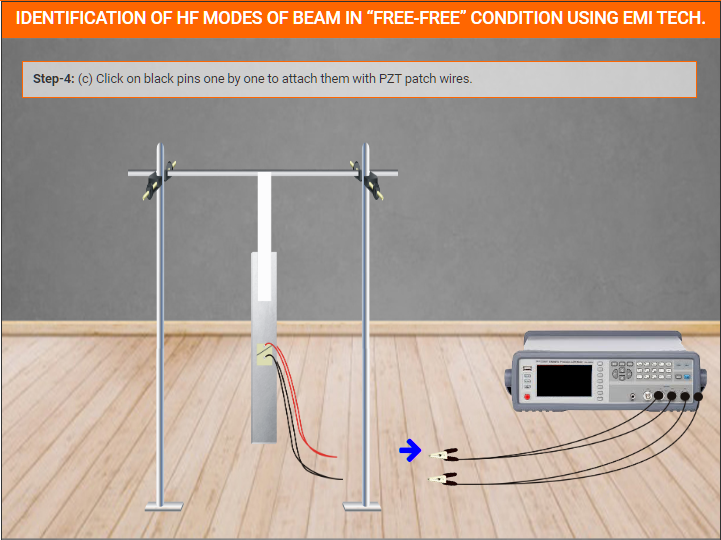 IDENTIFICATION OF HF MODES OF BEAM IN “FREE-FREE” CONDITION USING EMI TECH.
Step-4: (c) Click on black pins one by one to attach them with PZT patch wires.